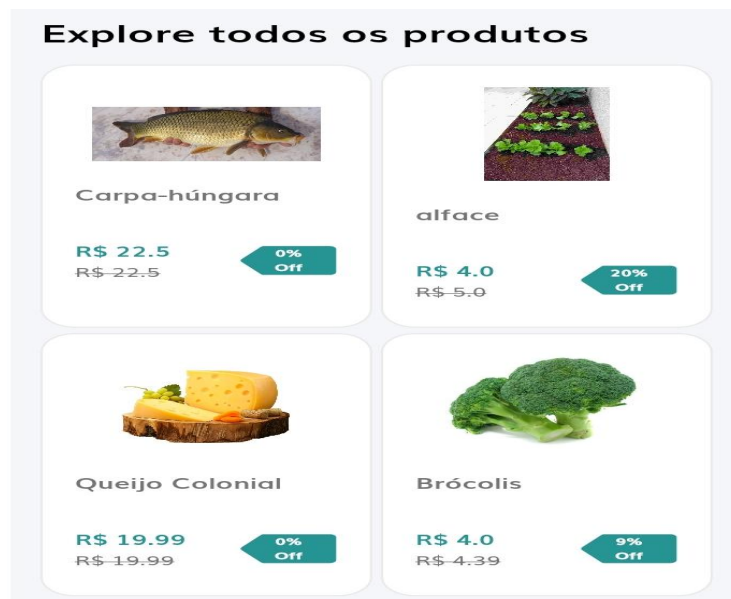 Explore todos os produtos
Carpa-húngara
R$ 22.5
R$ 22.5
0%
Off
alface
R$ 4.0
R$ 5.0
20%
Off
Queijo Colonial
R$ 19.99
R$ 19.99
0%
Off
Brócolis
R$ 4.0
R$ 4.39
9%
Off